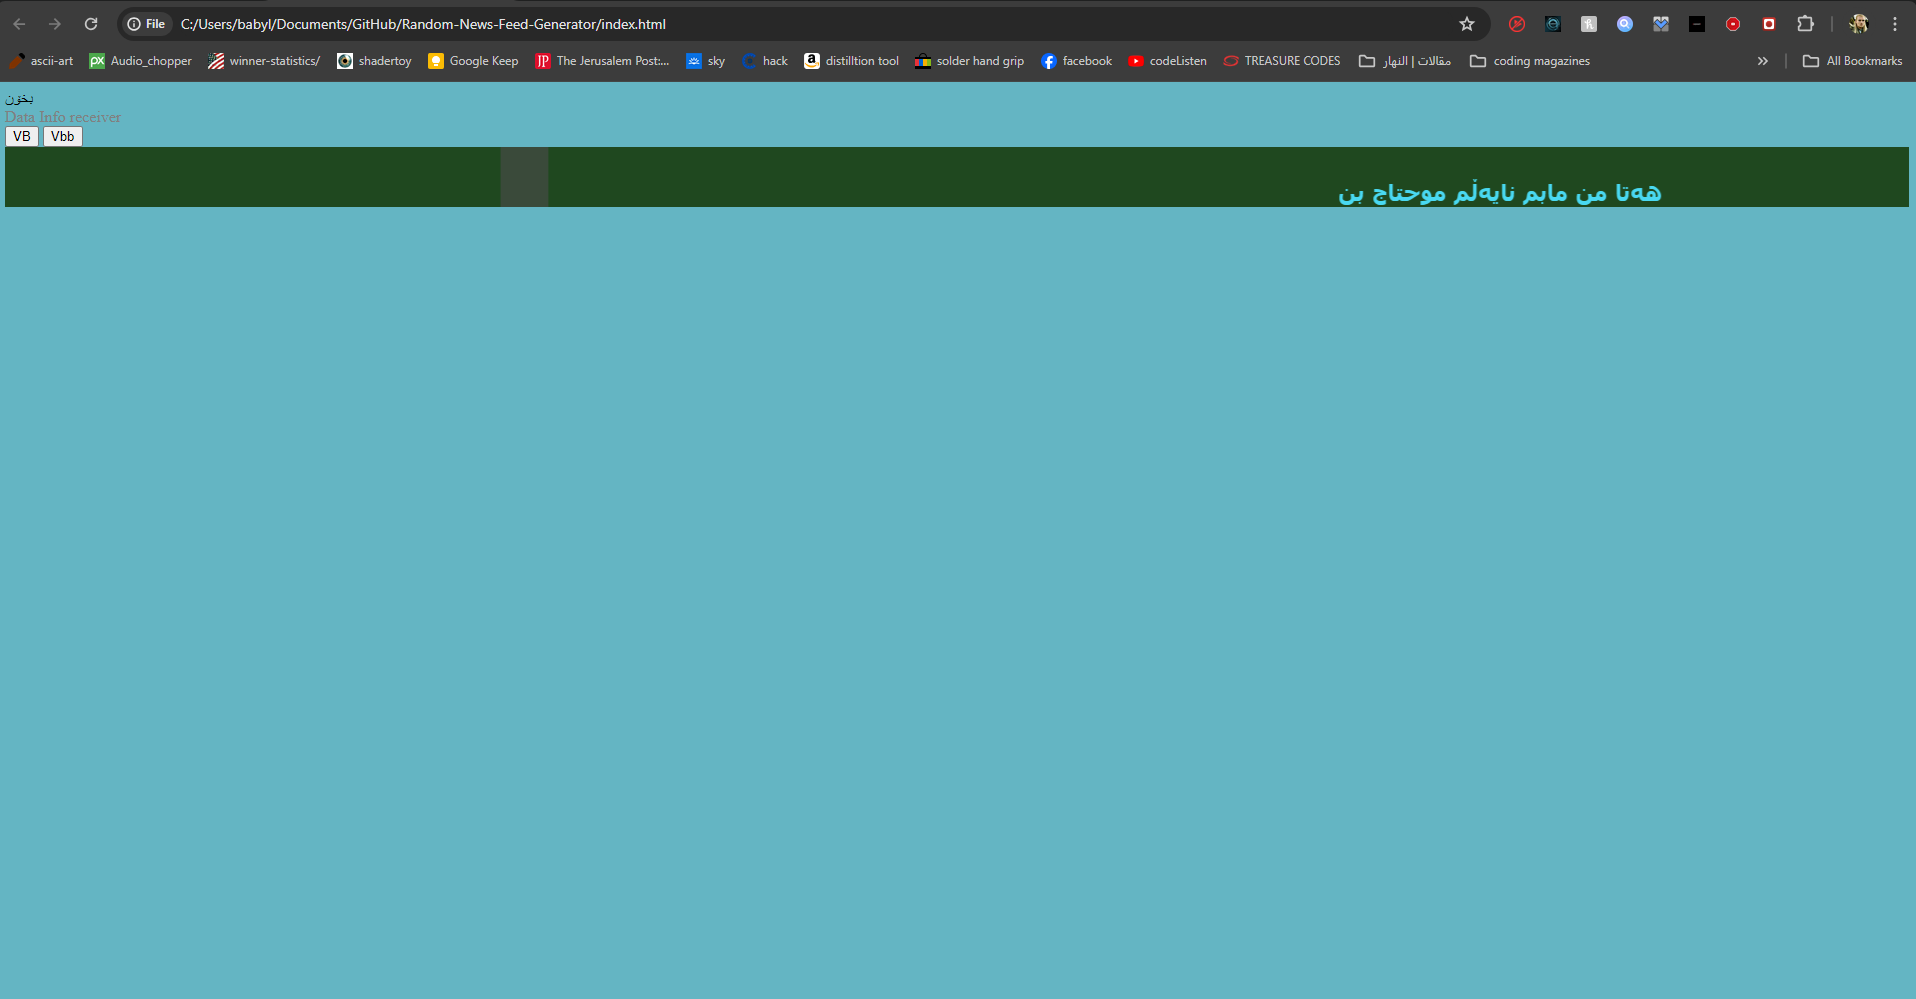 File C:/Users/babyl/Documents/GitHub/Random-News-Feed-Generator/index.html
ascii-art Audio_chopper winner-statistics/ shadertoy Google Keep The Jerusalem Post:... sky hack distilltion tool solder hand grip facebook codeListen TREASURE CODES مقالات | النهار coding magazines » All Bookmarks
بخۆن
Data Info receiver
VB Vbb
هەتا من مابم نایەڵم موحتاج بن